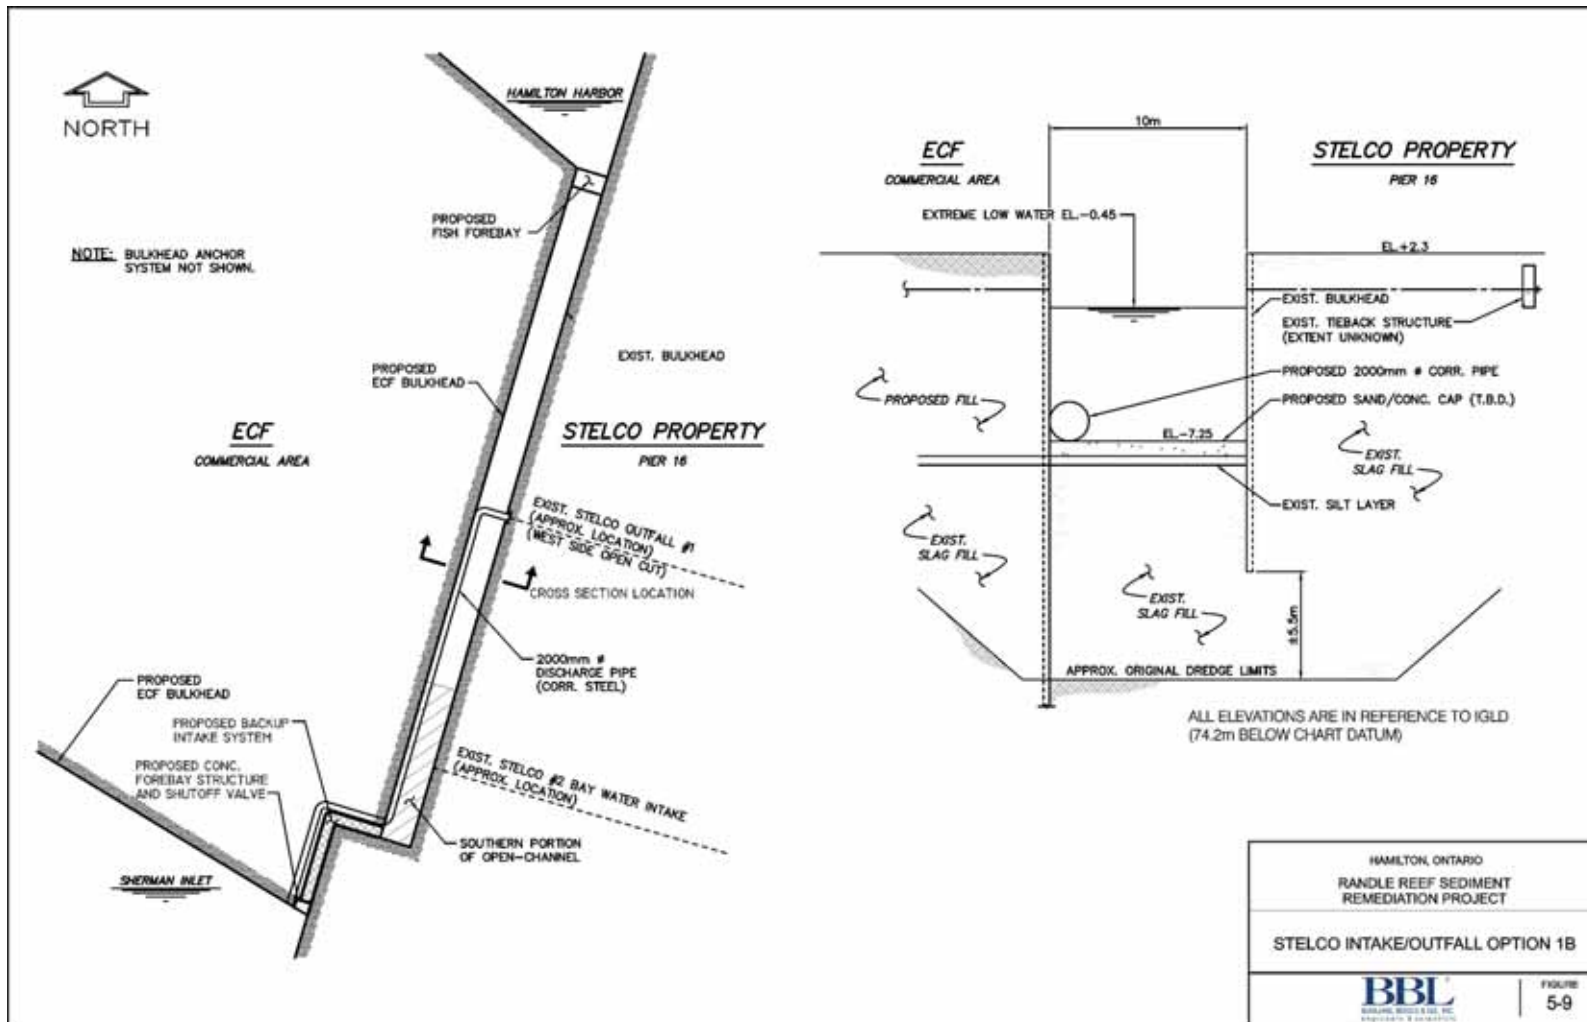 NORTH
HAMILTON HARBOR
PROPOSED
FISH FOREBAY
NOTE: BULKHEAD ANCHOR
SYSTEM NOT SHOWN.
EXIST. BULKHEAD
PROPOSED
ECF BULKHEAD
ECF
COMMERCIAL AREA
STELCO PROPERTY
PIER 16
EXIST. STELCO OUTFALL #1
(APPROX. LOCATION)
(WEST SIDE OPEN CUT)
CROSS SECTION LOCATION
2000mm #
DISCHARGE PIPE
(CORR. STEEL)
PROPOSED
ECF BULKHEAD
PROPOSED BACKUP
INTAKE SYSTEM
PROPOSED CONC.
FOREBAY STRUCTURE
AND SHUTOFF VALVE
EXIST. STELCO #2 BAY WATER INTAKE
(APPROX. LOCATION)
SOUTHERN PORTION
OF OPEN-CHANNEL
SHERMAN INLET
10m
ECF
COMMERCIAL AREA
STELCO PROPERTY
PIER 16
EXTREME LOW WATER EL.-0.45
EL.+2.3
EXIST. BULKHEAD
EXIST. TIEBACK STRUCTURE
(EXTENT UNKNOWN)
PROPOSED 2000mm # CORR. PIPE
PROPOSED SAND/CONC. CAP (T.B.D.)
PROPOSED FILL
EL.-7.25
EXIST.
SLAG FILL
EXIST. SILT LAYER
EXIST.
SLAG FILL
EXIST.
SLAG FILL
±5.5m
APPROX. ORIGINAL DREDGE LIMITS
ALL ELEVATIONS ARE IN REFERENCE TO IGLD
(74.2m BELOW CHART DATUM)
HAMILTON, ONTARIO
RANDLE REEF SEDIMENT
REMEDIATION PROJECT
STELCO INTAKE/OUTFALL OPTION 1B
BBL
FIGURE
5-9